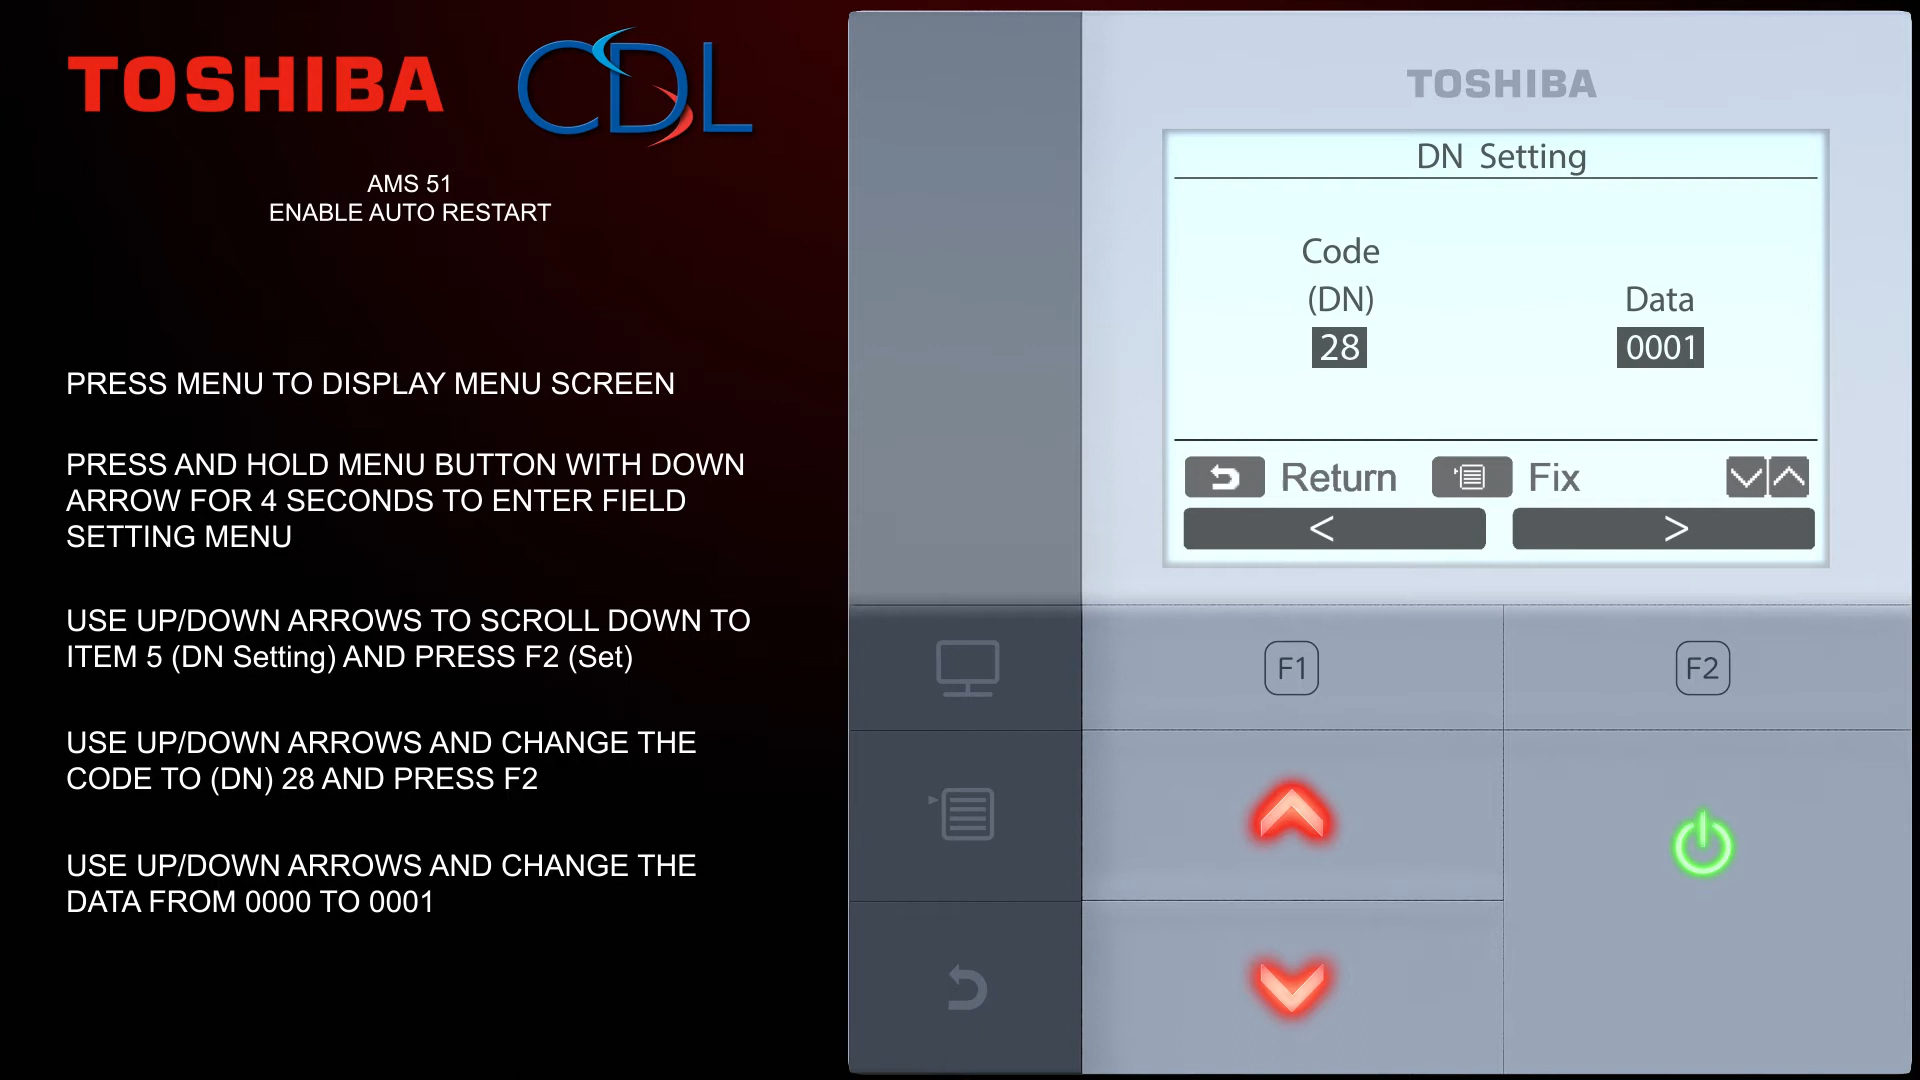 TOSHIBA CDL
AMS 51
ENABLE AUTO RESTART
PRESS MENU TO DISPLAY MENU SCREEN
PRESS AND HOLD MENU BUTTON WITH DOWN
ARROW FOR 4 SECONDS TO ENTER FIELD
SETTING MENU
USE UP/DOWN ARROWS TO SCROLL DOWN TO
ITEM 5 (DN Setting) AND PRESS F2 (Set)
USE UP/DOWN ARROWS AND CHANGE THE
CODE TO (DN) 28 AND PRESS F2
USE UP/DOWN ARROWS AND CHANGE THE
DATA FROM 0000 TO 0001
TOSHIBA
DN Setting
Code
(DN) Data
28 0001
Return Fix
< >
F1 F2